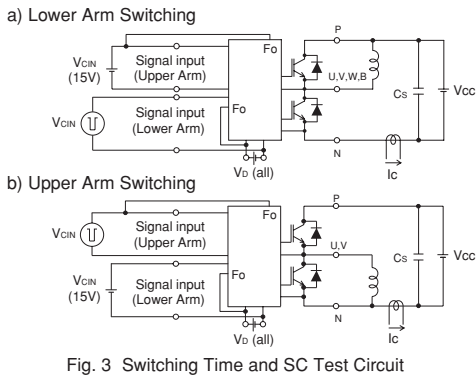 a) Lower Arm Switching
P
Fo
VCIN
(15V)
Signal input
(Upper Arm)
U,V,W,B
CS
VCC
VCIN
Signal input
(Lower Arm)
Fo
N
VD (all)
IC
b) Upper Arm Switching
P
Fo
VCIN
Signal input
(Upper Arm)
U,V
CS
VCC
VCIN
(15V)
Signal input
(Lower Arm)
Fo
N
VD (all)
IC
Fig. 3 Switching Time and SC Test Circuit